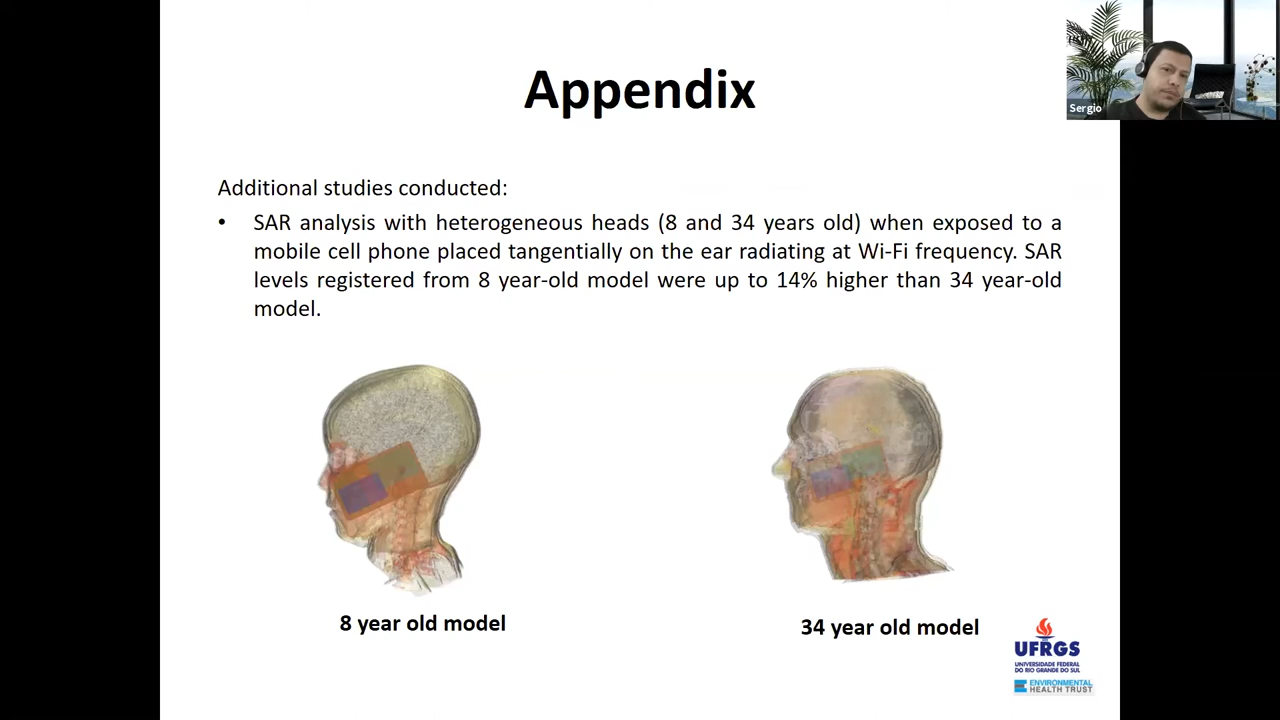 Appendix
Sergio
Additional studies conducted:
• SAR analysis with heterogeneous heads (8 and 34 years old) when exposed to a
mobile cell phone placed tangentially on the ear radiating at Wi-Fi frequency. SAR
levels registered from 8 year-old model were up to 14% higher than 34 year-old
model.
8 year old model
34 year old model
UFRGS
UNIVERSIDADE FEDERAL
DO RIO GRANDE DO SUL
ENVIRONMENTAL
HEALTH TRUST